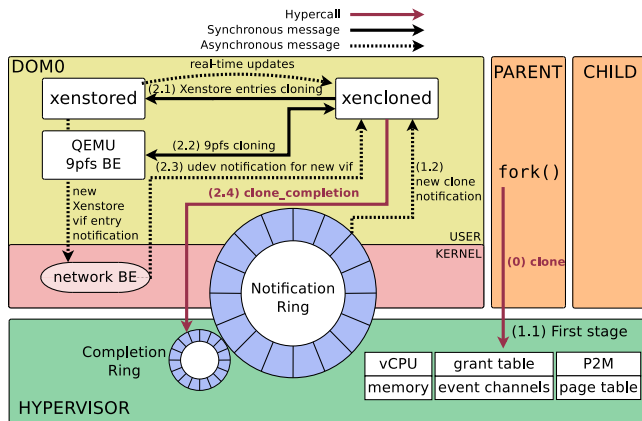 Hypercall
Synchronous message
Asynchronous message
DOM0
real-time updates
PARENT
CHILD
xenstored
(2.1) Xenstore entries cloning
xencloned
QEMU
9pfs BE
(2.2) 9pfs cloning
(2.3) udev notification for new vif
(1.2)
new clone
notification
fork()
(2.4) clone_completion
new
Xenstore
vif entry
notification
USER
KERNEL
network BE
(0) clone
Notification
Ring
(1.1) First stage
Completion
Ring
vCPU
grant table
P2M
memory
event channels
page table
HYPERVISOR